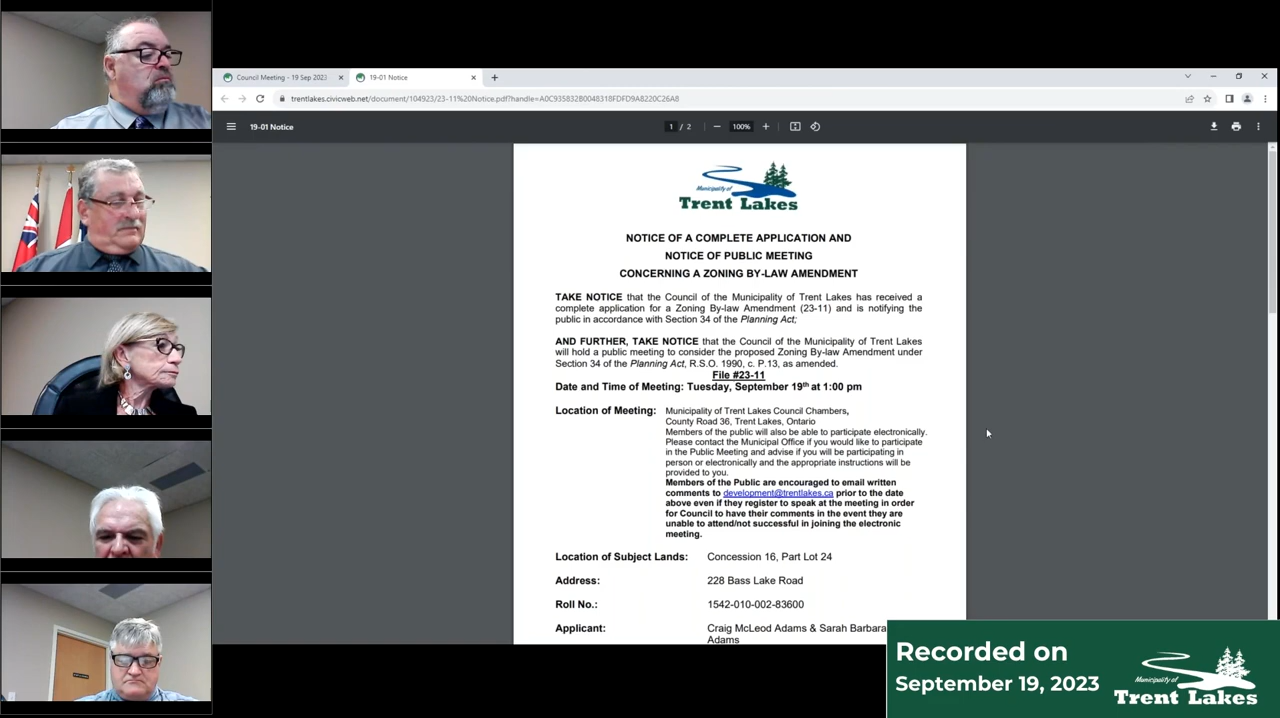 Council Meeting - 19 Sep 2023
19-01 Notice
trentlakes.civicweb.net/document/104923/23-11%20Notice.pdf?handle=A0C935832B0048318FDFD9A8220C26A8
19-01 Notice
1 / 2
100%
Municipality of
Trent Lakes
NOTICE OF A COMPLETE APPLICATION AND
NOTICE OF PUBLIC MEETING
CONCERNING A ZONING BY-LAW AMENDMENT
TAKE NOTICE that the Council of the Municipality of Trent Lakes has received a
complete application for a Zoning By-law Amendment (23-11) and is notifying the
public in accordance with Section 34 of the Planning Act;
AND FURTHER, TAKE NOTICE that the Council of the Municipality of Trent Lakes
will hold a public meeting to consider the proposed Zoning By-law Amendment under
Section 34 of the Planning Act, R.S.O. 1990, c. P.13, as amended.
File #23-11
Date and Time of Meeting: Tuesday, September 19th at 1:00 pm
Location of Meeting: Municipality of Trent Lakes Council Chambers,
County Road 36, Trent Lakes, Ontario
Members of the public will also be able to participate electronically.
Please contact the Municipal Office if you would like to participate
in the Public Meeting and advise if you will be participating in
person or electronically and the appropriate instructions will be
provided to you.
Members of the Public are encouraged to email written
comments to development@trentlakes.ca prior to the date
above even if they register to speak at the meeting in order
for Council to have their comments in the event they are
unable to attend/not successful in joining the electronic
meeting.
Location of Subject Lands: Concession 16, Part Lot 24
Address: 228 Bass Lake Road
Roll No.: 1542-010-002-83600
Applicant: Craig McLeod Adams & Sarah Barbara
Adams
Recorded on
September 19, 2023
Municipality of
Trent Lakes